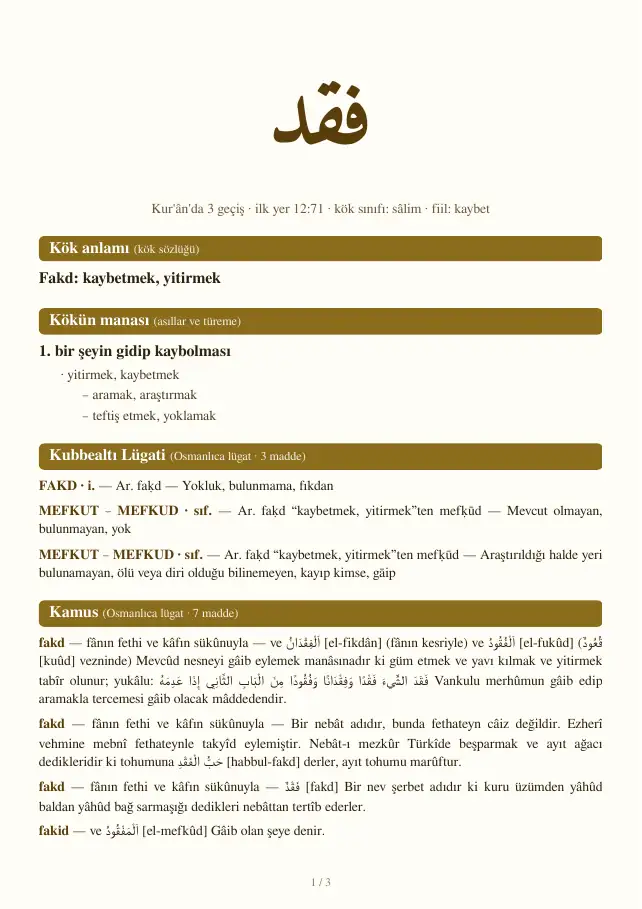 فقد
Kur'ân'da 3 geçiş · ilk yer 12:71 · kök sınıfı: sâlim · fiil: kaybet
Kök anlamı (kök sözlüğü)
Fakd: kaybetmek, yitirmek
Kökün manası (asıllar ve türeme)
1. bir şeyin gidip kaybolması
· yitirmek, kaybetmek
– aramak, araştırmak
– teftiş etmek, yoklamak
Kubbealtı Lügati (Osmanlıca lügat · 3 madde)
FAKD · i. — Ar. faḳd — Yokluk, bulunmama, fıkdan
MEFKUT – MEFKUD · sıf. — Ar. faḳd “kaybetmek, yitirmek”ten mefḳūd — Mevcut olmayan,
bulunmayan, yok
MEFKUT – MEFKUD · sıf. — Ar. faḳd “kaybetmek, yitirmek”ten mefḳūd — Araştırıldığı halde yeri
bulunamayan, ölü veya diri olduğu bilinemeyen, kayıp kimse, gāip
Kamus (Osmanlıca lügat · 7 madde)
fakd — fânın fethi ve kâfın sükûnuyla — ve اَلْفِقْدَانُ [el-fikdân] (fânın kesriyle) ve اَلْفُقُودُ [el-fukûd] (قُعُودٌ
[kuûd] vezninde) Mevcûd nesneyi gâib eylemek manâsınadır ki güm etmek ve yavı kılmak ve yitirmek
tabîr olunur; yukâlu: فَقَدَ الشَّيْءَ فَقْدًا وَفِقْدَانًا وَفُقُودًا مِنَ الْبَابِ الثَّانِي إِذَا عَدِمَهُ Vankulu merhûmun gâib edip
aramakla tercemesi gâib olacak mâddedendir.
fakd — fânın fethi ve kâfın sükûnuyla — Bir nebât adıdır, bunda fethateyn câiz değildir. Ezherî
vehmine mebnî fethateynle takyîd eylemiştir. Nebât-ı mezkûr Türkîde beşparmak ve ayıt ağacı
dedikleridir ki tohumuna حَبُّ الْفَقْدِ [habbul-fakd] derler, ayıt tohumu marûftur.
fakd — fânın fethi ve kâfın sükûnuyla — فَقْدٌ [fakd] Bir nev şerbet adıdır ki kuru üzümden yâhûd
baldan yâhûd bağ sarmaşığı dedikleri nebâttan tertîb ederler.
fakid — ve اَلْمَفْقُودُ [el-mefkûd] Gâib olan şeye denir.
1 / 3